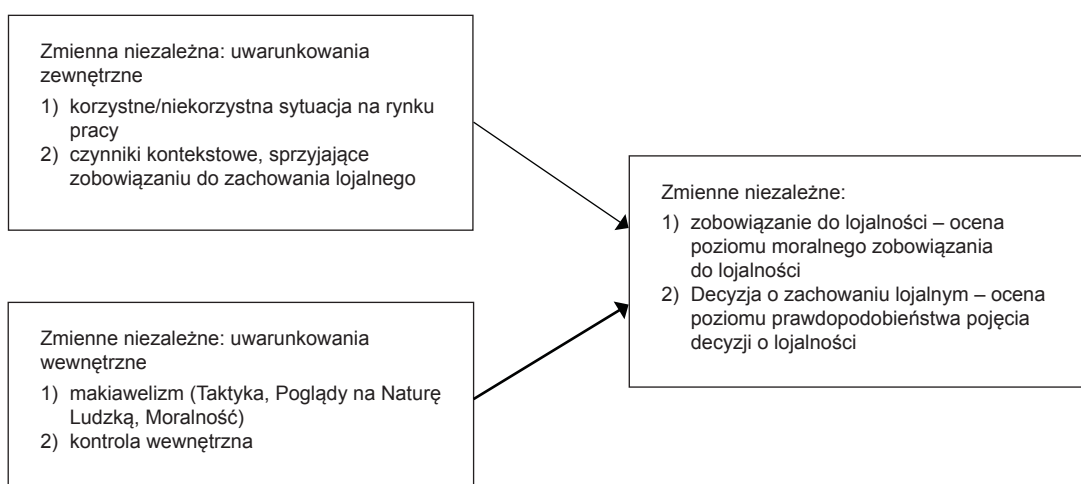 Zmienna niezależna: uwarunkowania
zewnętrzne
1) korzystne/niekorzystna sytuacja na rynku
pracy
2) czynniki kontekstowe, sprzyjające
zobowiązaniu do zachowania lojalnego
Zmienne niezależne: uwarunkowania
wewnętrzne
1) makiawelizm (Taktyka, Poglądy na Naturę
Ludzką, Moralność)
2) kontrola wewnętrzna
Zmienne niezależne:
1) zobowiązanie do lojalności – ocena
poziomu moralnego zobowiązania
do lojalności
2) Decyzja o zachowaniu lojalnym – ocena
poziomu prawdopodobieństwa pojęcia
decyzji o lojalności